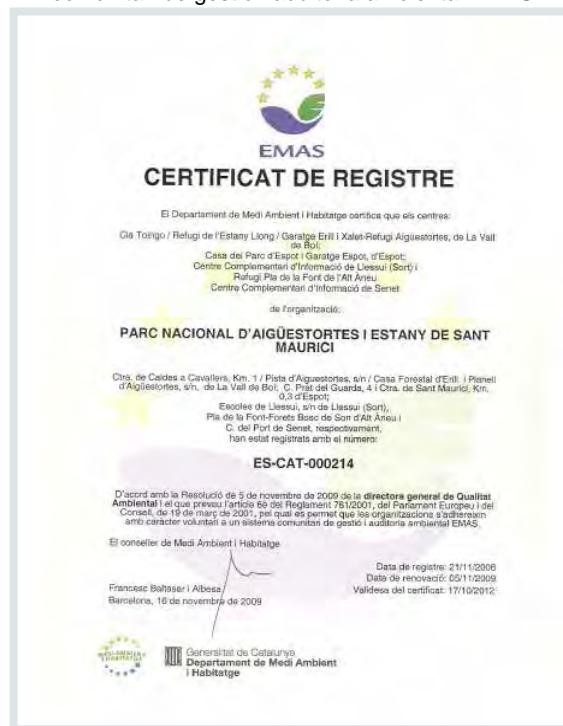 EMAS
CERTIFICAT DE REGISTRE
El Departament de Medi Ambient i Habitatge certifica que els centres:
Cia Toirigo / Refugi de l'Estany Llong / Garatge Erill i Xalet-Refugi Aigüestortes, de La Vall
de Boí;
Casa del Parc d'Espot i Garatge Espot, d'Espot;
Centre Complementari d'Informació de Llessui (Sort) i
Refugi Pla de la Font de l'Alt Àneu
Centre Complementari d'Informació de Senet
de l'organització:
PARC NACIONAL D'AIGÜESTORTES I ESTANY DE SANT
MAURICI
Ctra. de Caldes a Cavallers, Km. 1 / Pista d'Aiguestortes, s/n / Casa Forestal d'Erill i Planell
d'Aigüestortes, s/n, de La Vall de Boí; C. Prat del Guarda, 4 i Ctra. de Sant Maurici, Km.
0,3 d'Espot;
Escoles de Llessui, s/n de Llessui (Sort),
Pla de la Font-Forets Bosc de Son d'Alt Àneu i
C. del Port de Senet, respectivament,
han estat registrats amb el número:
ES-CAT-000214
D'acord amb la Resolució de 5 de novembre de 2009 de la directora general de Qualitat
Ambiental i el que preveu l'article 6è del Reglament 761/2001, del Parlament Europeu i del
Consell, de 19 de març de 2001, pel qual es permet que les organitzacions s'adhereixin
amb caràcter voluntari a un sistema comunitari de gestió i auditoria ambiental EMAS.
El conseller de Medi Ambient i Habitatge
Francesc Baltasar i Albesa
Barcelona, 16 de novembre de 2009
Data de registre: 21/11/2006
Data de renovació: 05/11/2009
Validesa del certificat: 17/10/2012
Generalitat de Catalunya
Departament de Medi Ambient
i Habitatge